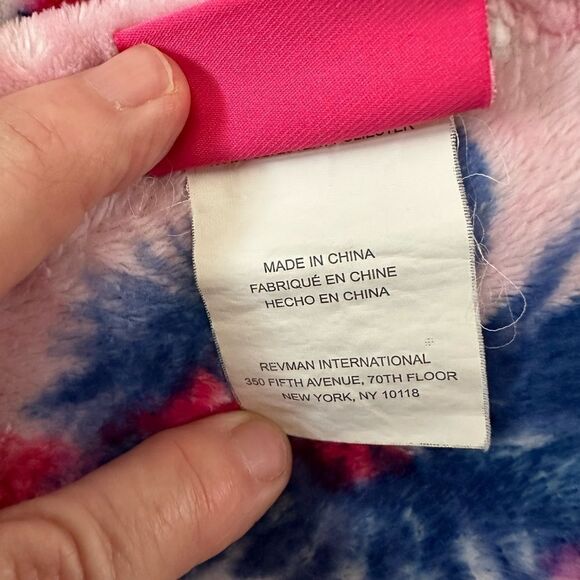 MADE IN CHINA
FABRIQUÉ EN CHINE
HECHO EN CHINA
REVMAN INTERNATIONAL
350 FIFTH AVENUE, 70TH FLOOR
NEW YORK, NY 10118